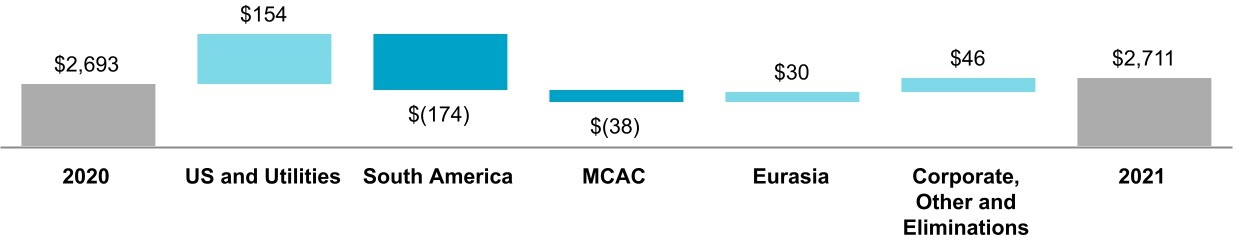 $154
$2,693
$(174)
$(38)
$30
$46
$2,711
2020
US and Utilities
South America
MCAC
Eurasia
Corporate,
Other and
Eliminations
2021